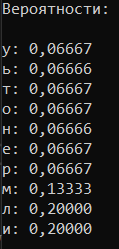 Вероятности:
у: 0,06667
ь: 0,06666
т: 0,06667
о: 0,06667
н: 0,06666
е: 0,06667
р: 0,06667
м: 0,13333
л: 0,20000
и: 0,20000